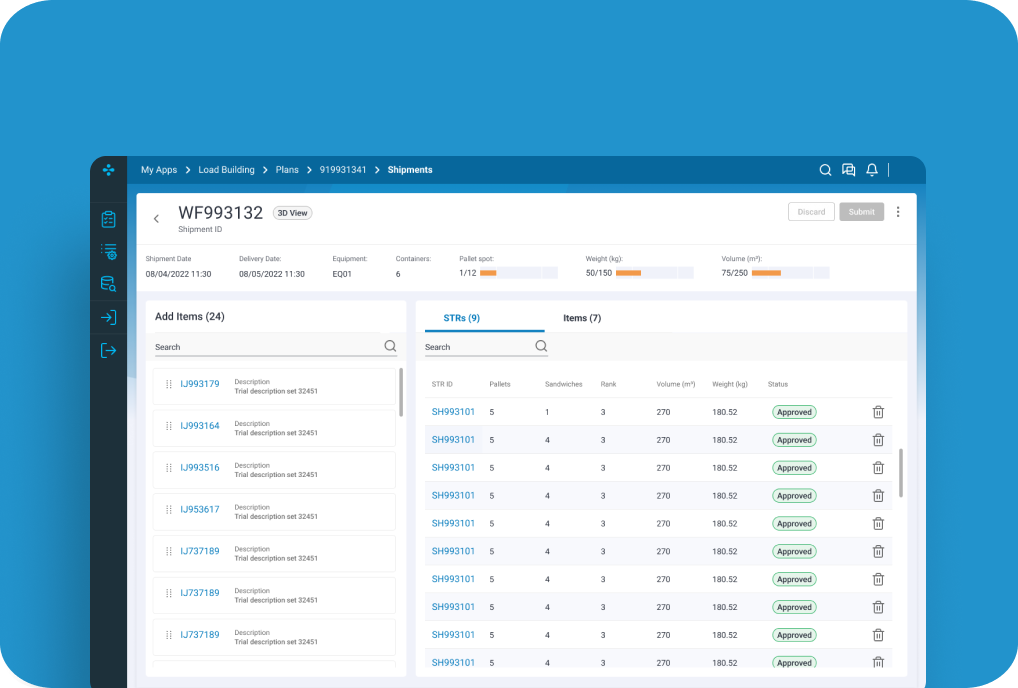 My Apps > Load Building > Plans > 919931341 > Shipments
WF993132 3D View
Shipment ID
Discard Submit
Shipment Date Delivery Date: Equipment: Containers: Pallet spot: Weight (kg): Volume (m³):
08/04/2022 11:30 08/05/2022 11:30 EQ01 6 1/12 50/150 75/250
Add Items (24)
Search
IJ993179 Description
Trial description set 32451
IJ993164 Description
Trial description set 32451
IJ993516 Description
Trial description set 32451
IJ953617 Description
Trial description set 32451
IJ737189 Description
Trial description set 32451
IJ737189 Description
Trial description set 32451
IJ737189 Description
Trial description set 32451
STRs (9) Items (7)
Search
STR ID Pallets Sandwiches Rank Volume (m³) Weight (kg) Status
SH993101 5 1 3 270 180.52 Approved
SH993101 5 4 3 270 180.52 Approved
SH993101 5 4 3 270 180.52 Approved
SH993101 5 4 3 270 180.52 Approved
SH993101 5 4 3 270 180.52 Approved
SH993101 5 4 3 270 180.52 Approved
SH993101 5 4 3 270 180.52 Approved
SH993101 5 4 3 270 180.52 Approved
SH993101 5 4 3 270 180.52 Approved
SH993101 5 4 3 270 180.52 Approved